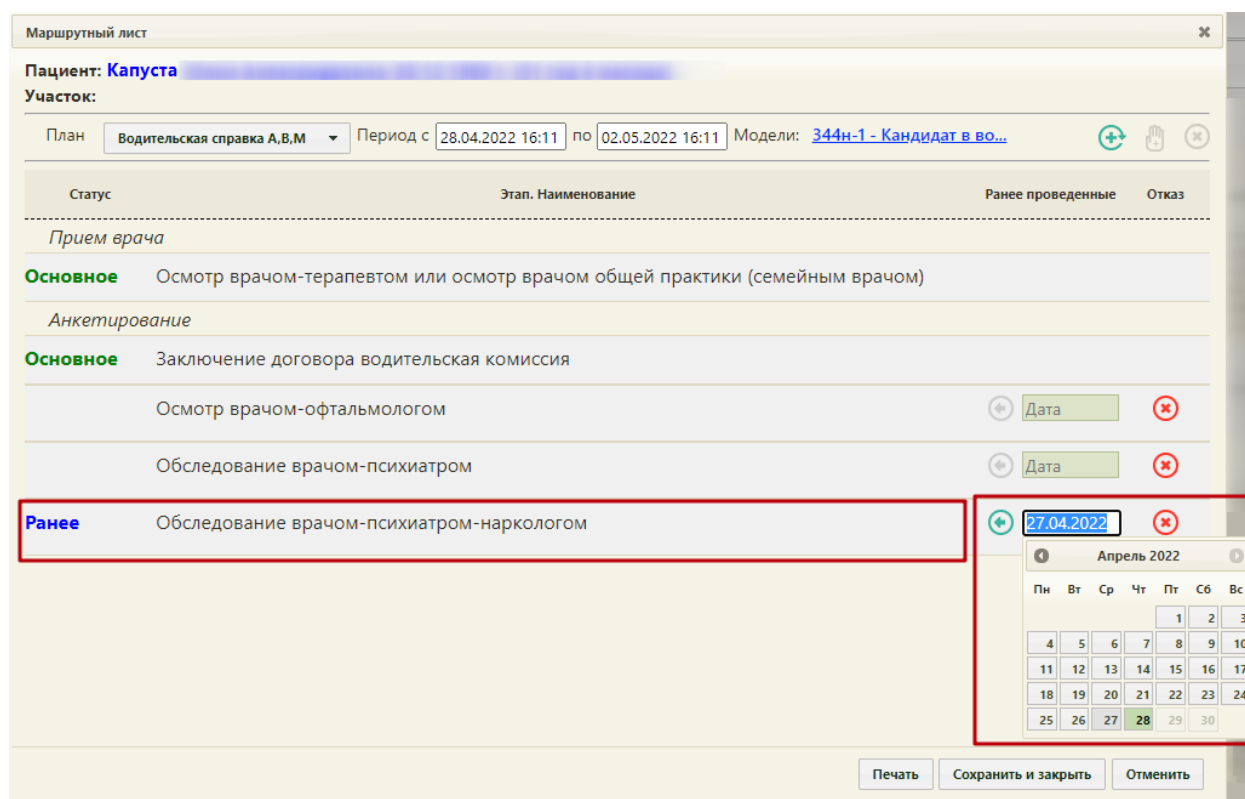 Маршрутный лист
Пациент: Капуста
Участок:
План Водительская справка А,В,М Период с 28.04.2022 16:11 по 02.05.2022 16:11 Модели: 344н-1 - Кандидат в во...
Статус Этап. Наименование Ранее проведенные Отказ
Прием врача
Основное Осмотр врачом-терапевтом или осмотр врачом общей практики (семейным врачом)
Анкетирование
Основное Заключение договора водительская комиссия
Осмотр врачом-офтальмологом Дата
Обследование врачом-психиатром Дата
Ранее Обследование врачом-психиатром-наркологом 27.04.2022
Апрель 2022
Пн Вт Ср Чт Пт Сб Вс
1 2 3
4 5 6 7 8 9 10
11 12 13 14 15 16 17
18 19 20 21 22 23 24
25 26 27 28 29 30
Печать Сохранить и закрыть Отменить